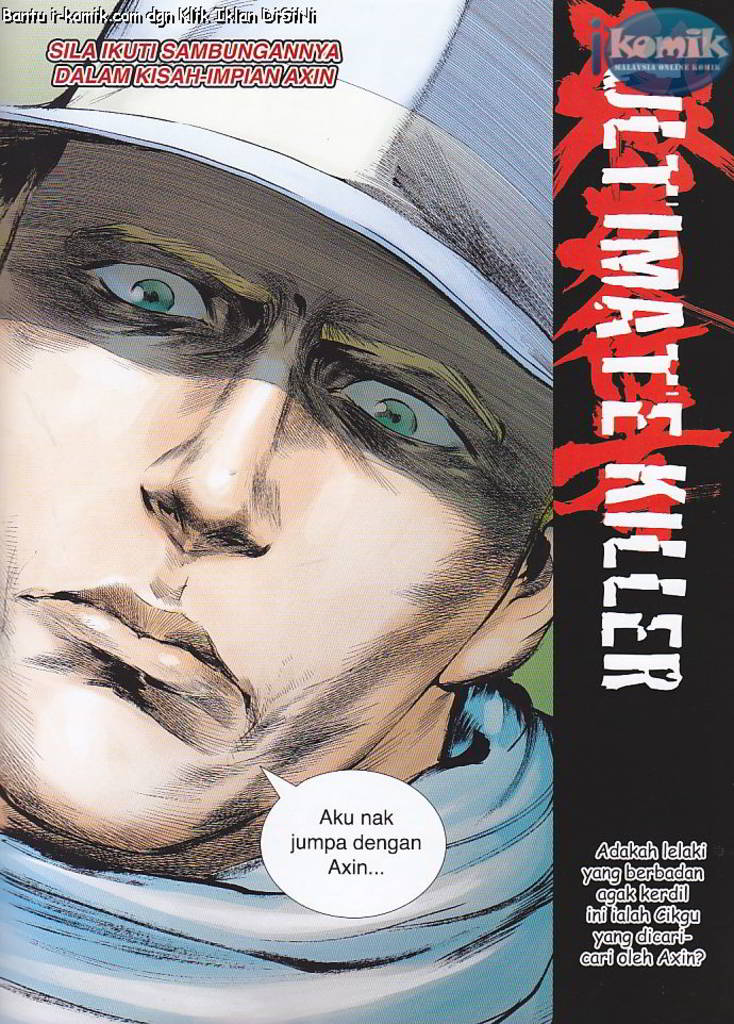 Bantu i-komik.com dgn Klik Iklan DiSiNi
SILA IKUTI SAMBUNGANNYA
DALAM KISAH-IMPIAN AXIN
ikomik
MALAYSIA ONLINE KOMIK
ULTIMATE KILLER
Aku nak
jumpa dengan
Axin...
Adakah lelaki
yang berbadan
agak kerdil
ini ialah Cikgu
yang dicari-
cari oleh Axin?